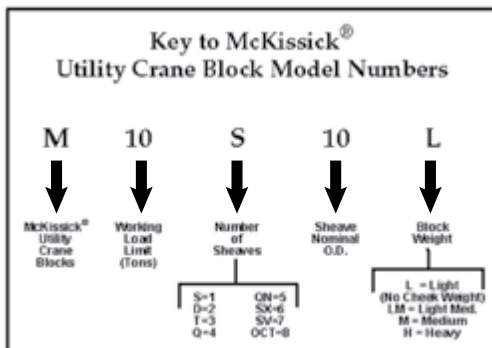 Key to McKissick®
Utility Crane Block Model Numbers
M 10 S 10 L
McKissick®
Utility
Crane
Blocks
Working
Load
Limit
(Tons)
Number
of
Sheaves
Sheave
Nominal
O.D.
Block
Weight
S=1 QN=5
D=2 SX=6
T=3 SV=7
Q=4 OCT=8
L = Light
(No Cheek Weight)
LM = Light Med.
M = Medium
H = Heavy